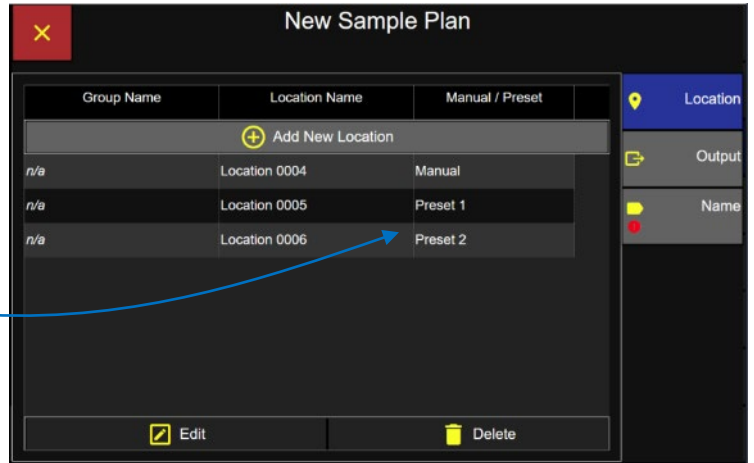 New Sample Plan
Group Name Location Name Manual / Preset
Add New Location
n/a Location 0004 Manual
n/a Location 0005 Preset 1
n/a Location 0006 Preset 2
Edit Delete
Location
Output
Name